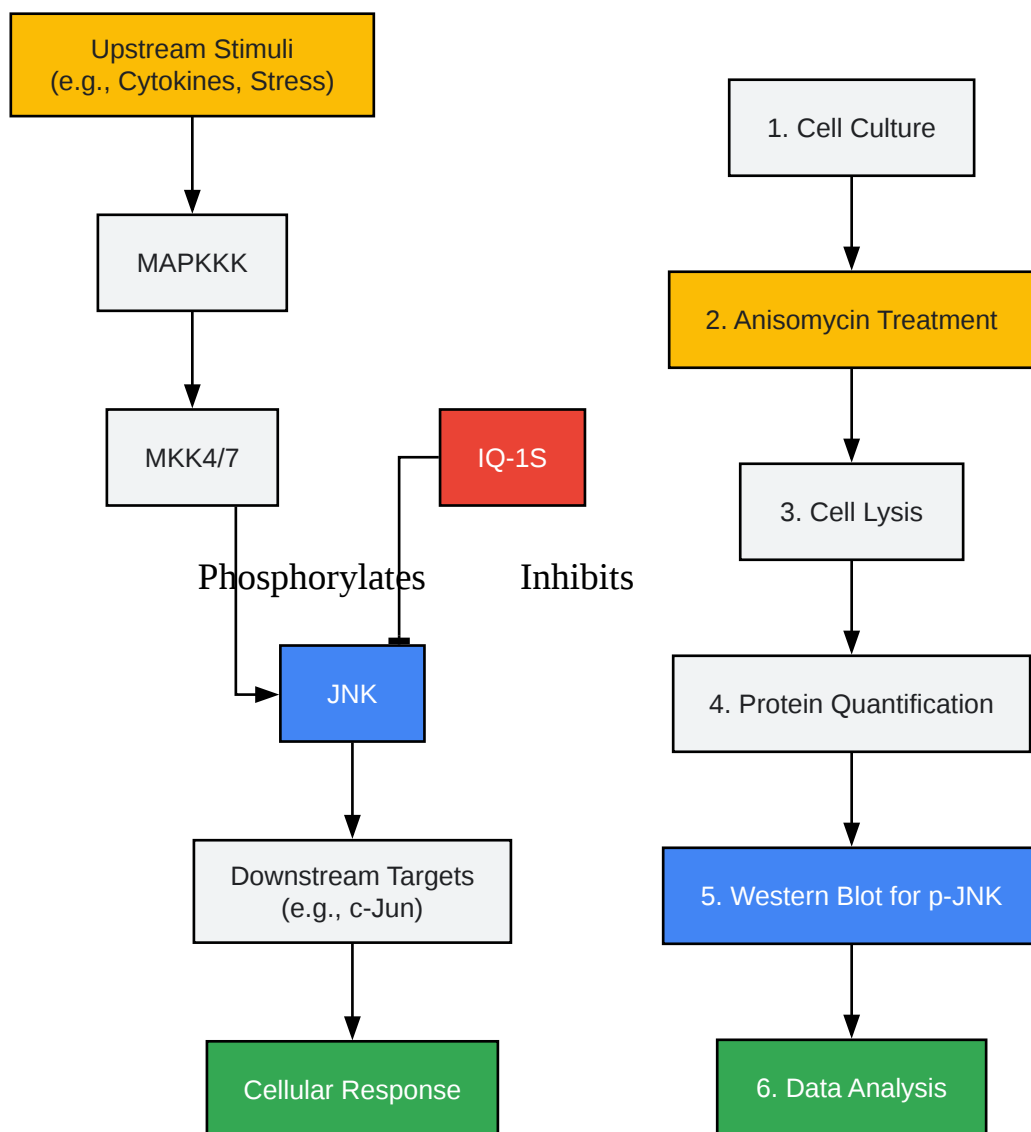 Upstream Stimuli
(e.g., Cytokines, Stress)
MAPKKK
MKK4/7
IQ-1S
Phosphorylates
Inhibits
JNK
Downstream Targets
(e.g., c-Jun)
Cellular Response
1. Cell Culture
2. Anisomycin Treatment
3. Cell Lysis
4. Protein Quantification
5. Western Blot for p-JNK
6. Data Analysis